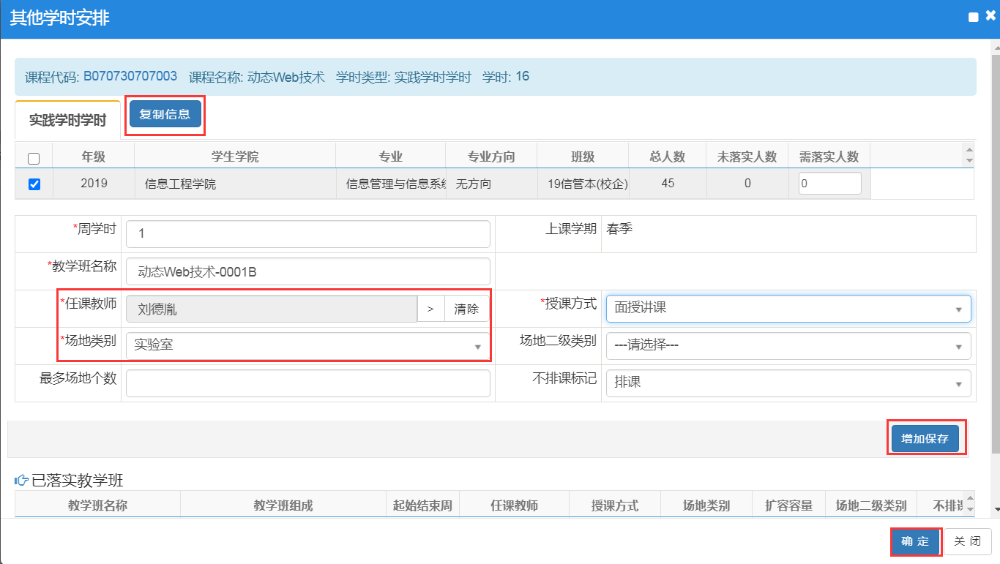 其他学时安排
课程代码: B070730707003 课程名称: 动态Web技术 学时类型: 实践学时学时 学时: 16
实践学时学时 复制信息
年级 学生学院 专业 专业方向 班级 总人数 未落实人数 需落实人数
2019 信息工程学院 信息管理与信息系统 无方向 19信管本(校企) 45 0 0
*周学时 1 上课学期 春季
*教学班名称 动态Web技术-0001B
*任课教师 刘德胤 > 清除 *授课方式 面授讲课
*场地类别 实验室 场地二级类别 ---请选择---
最多场地个数 不排课标记 排课
增加保存
已落实教学班
教学班名称 教学班组成 起始结束周 任课教师 授课方式 场地类别 扩容容量 场地二级类别 不排课
确 定 关 闭